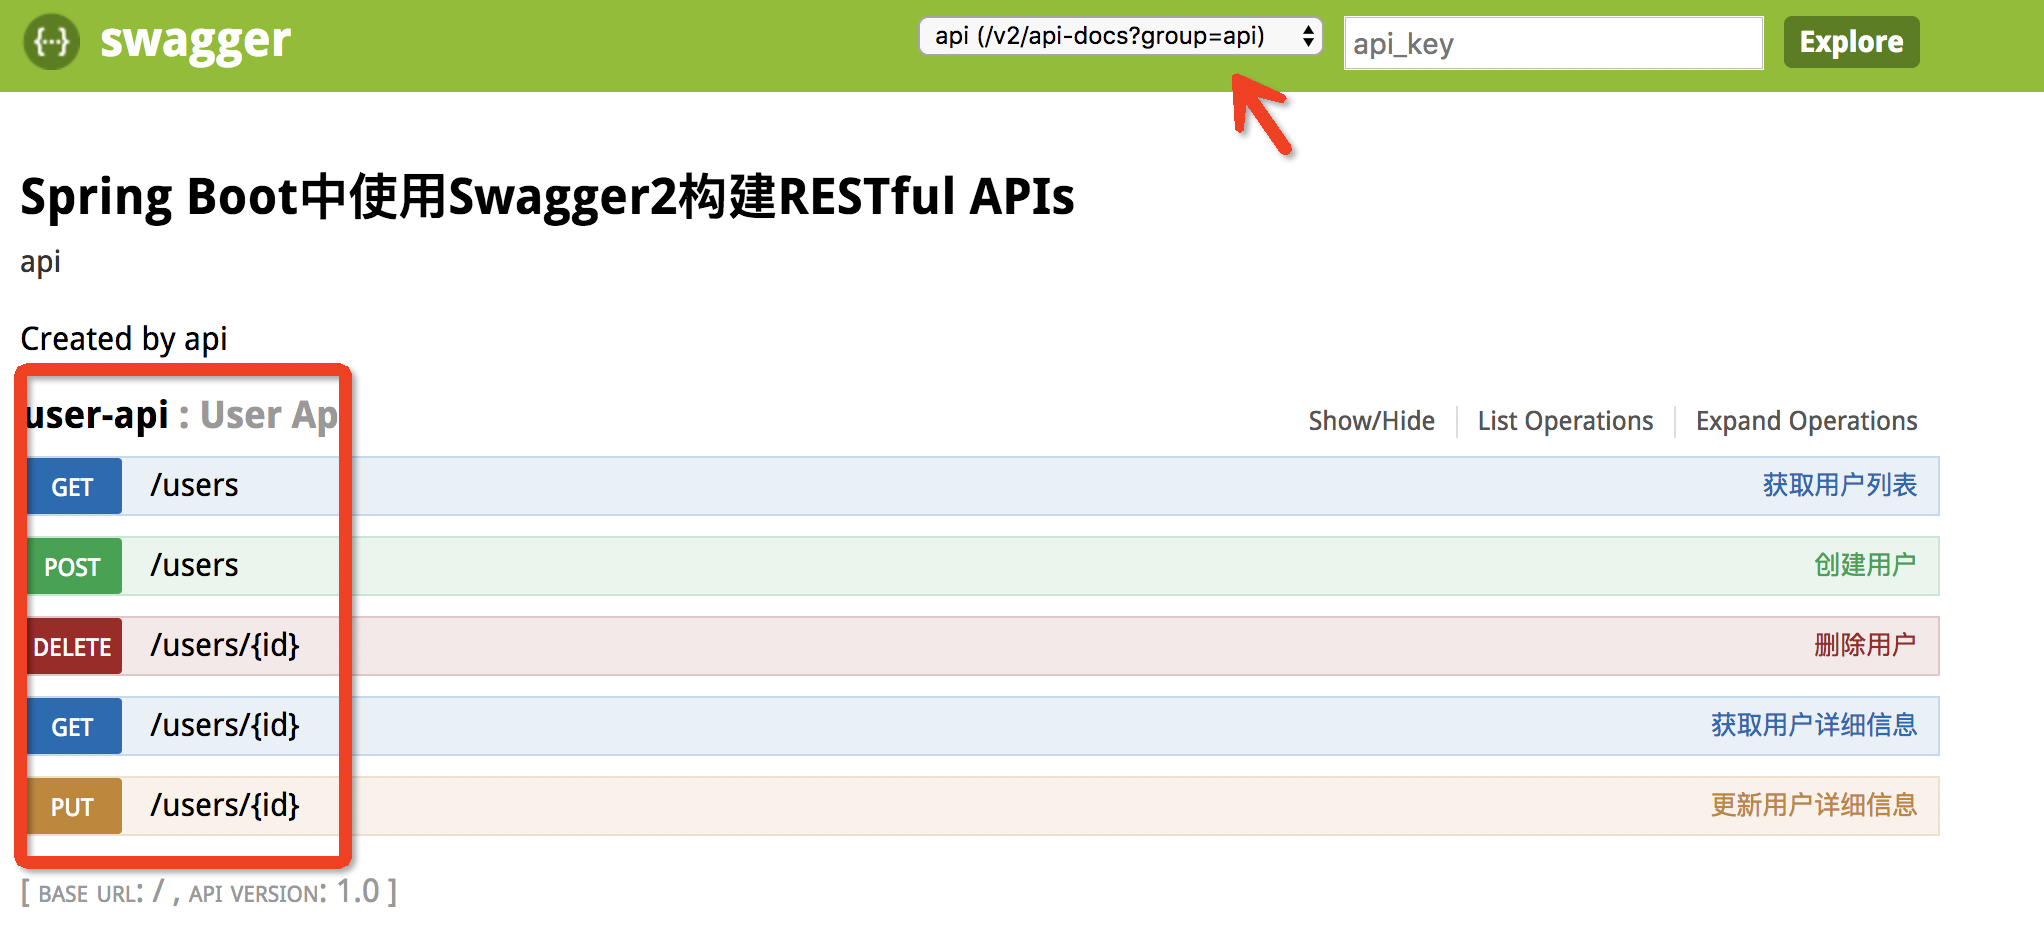 {···} swagger
api (/v2/api-docs?group=api)
api_key
Explore
Spring Boot中使用Swagger2构建RESTful APIs
api
Created by api
user-api : User Ap
Show/Hide
List Operations
Expand Operations
GET /users 获取用户列表
POST /users 创建用户
DELETE /users/{id} 删除用户
GET /users/{id} 获取用户详细信息
PUT /users/{id} 更新用户详细信息
[ BASE URL: / , API VERSION: 1.0 ]